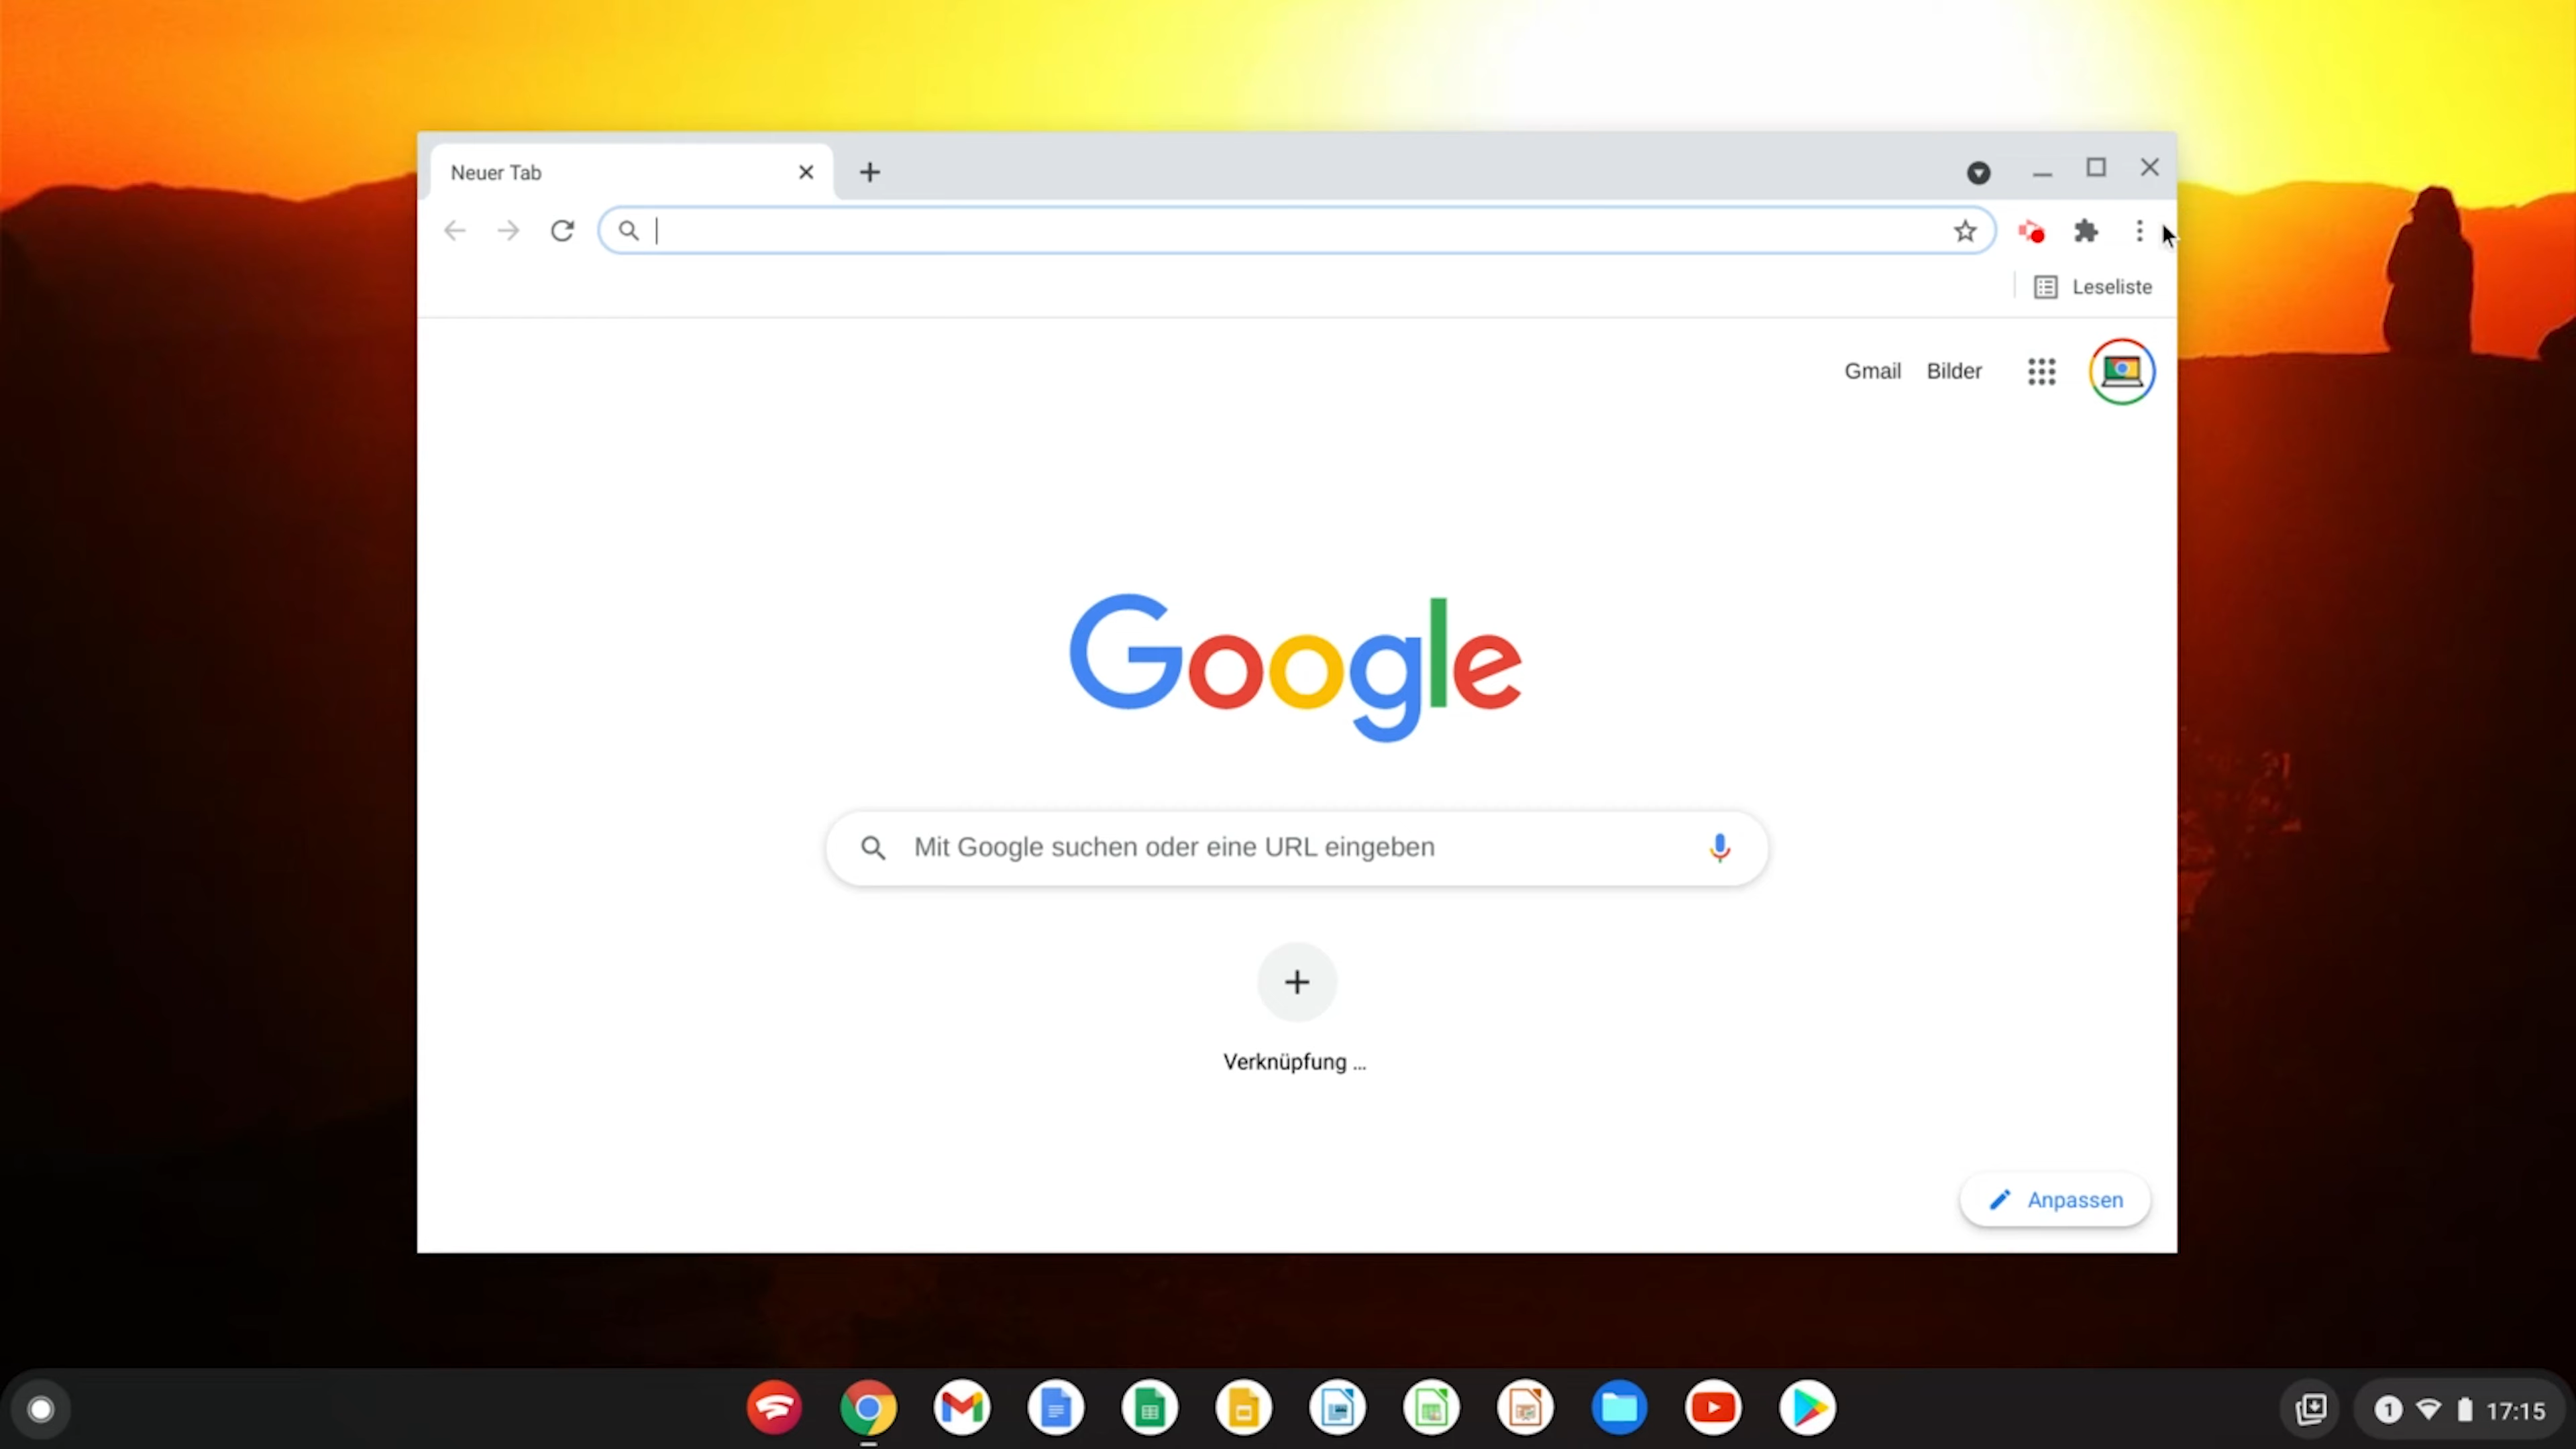 Neuer Tab
Leseliste
Gmail Bilder
Google
Mit Google suchen oder eine URL eingeben
Verknüpfung ...
Anpassen
1 17:15